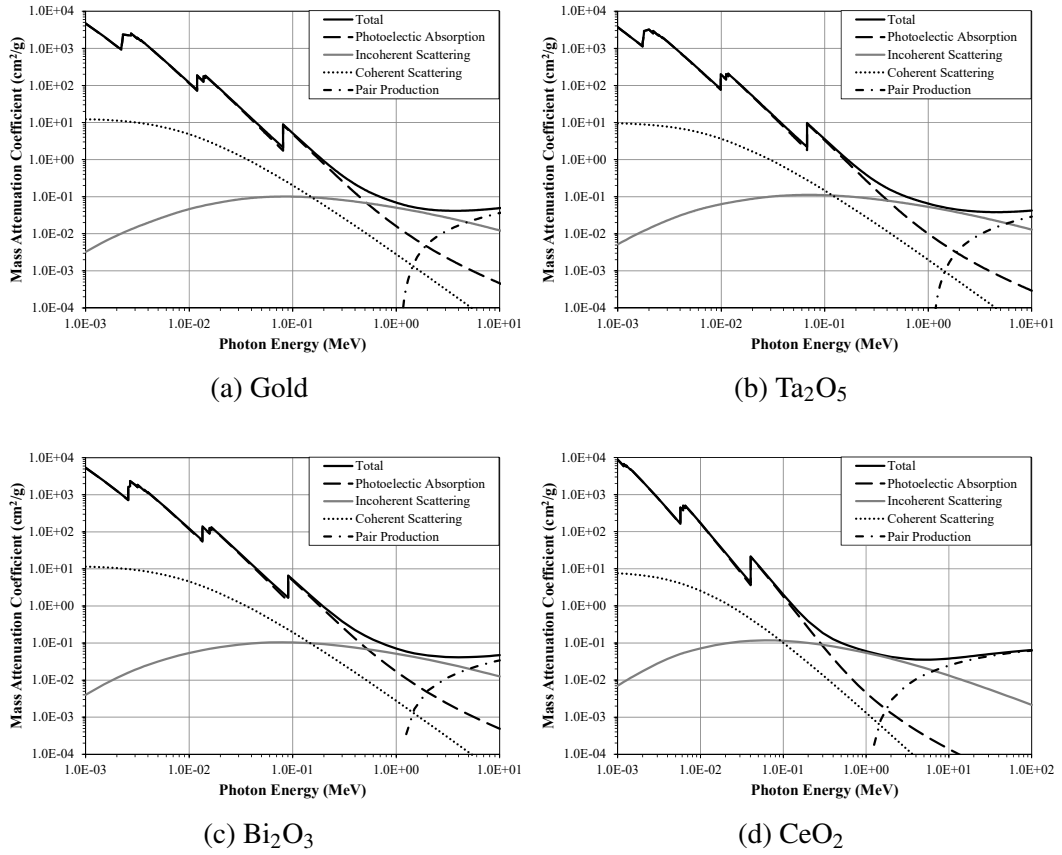 1.0E+04
1.0E+03
1.0E+02
1.0E+01
1.0E+00
1.0E-01
1.0E-02
1.0E-03
1.0E-04
Mass Attenuation Coefficient (cm²/g)
Total
Photoelectic Absorption
Incoherent Scattering
Coherent Scattering
Pair Production
1.0E-03 1.0E-02 1.0E-01 1.0E+00 1.0E+01
Photon Energy (MeV)
(a) Gold
1.0E+04
1.0E+03
1.0E+02
1.0E+01
1.0E+00
1.0E-01
1.0E-02
1.0E-03
1.0E-04
Mass Attenuation Coefficient (cm²/g)
Total
Photoelectic Absorption
Incoherent Scattering
Coherent Scattering
Pair Production
1.0E-03 1.0E-02 1.0E-01 1.0E+00 1.0E+01
Photon Energy (MeV)
(b) Ta₂O₅
1.0E+04
1.0E+03
1.0E+02
1.0E+01
1.0E+00
1.0E-01
1.0E-02
1.0E-03
1.0E-04
Mass Attenuation Coefficient (cm²/g)
Total
Photoelectic Absorption
Incoherent Scattering
Coherent Scattering
Pair Production
1.0E-03 1.0E-02 1.0E-01 1.0E+00 1.0E+01
Photon Energy (MeV)
(c) Bi₂O₃
1.0E+04
1.0E+03
1.0E+02
1.0E+01
1.0E+00
1.0E-01
1.0E-02
1.0E-03
1.0E-04
Mass Attenuation Coefficient (cm²/g)
Total
Photoelectic Absorption
Incoherent Scattering
Coherent Scattering
Pair Production
1.0E-03 1.0E-02 1.0E-01 1.0E+00 1.0E+01 1.0E+02
Photon Energy (MeV)
(d) CeO₂